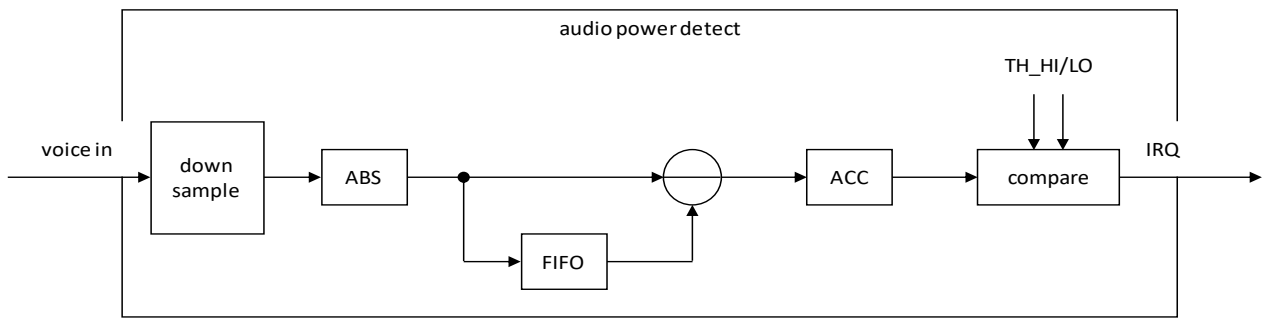 audio power detect
TH_HI/LO
voice in
down
sample
ABS
ACC
compare
IRQ
FIFO